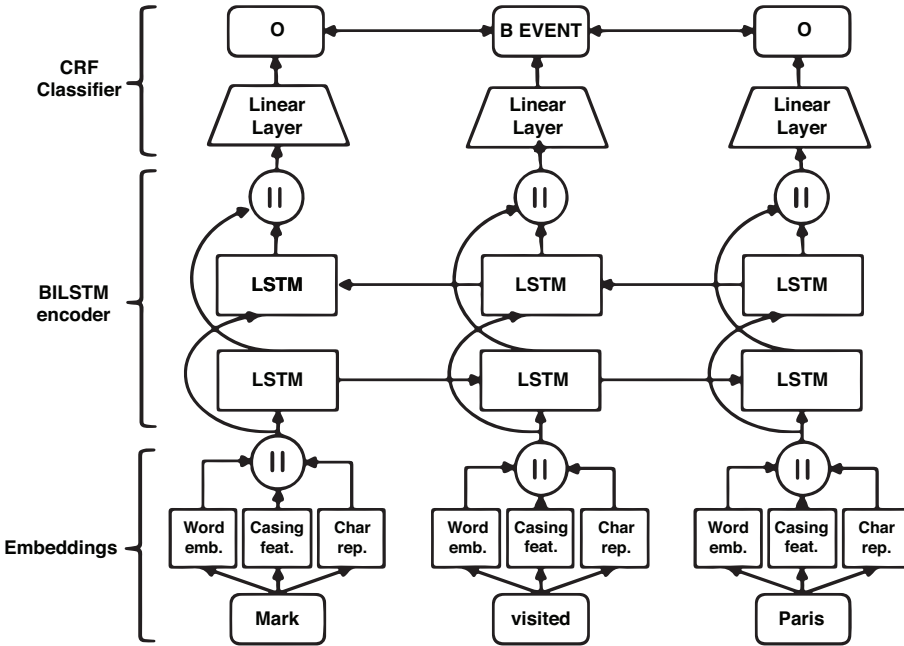 O
B EVENT
O
CRF
Classifier
Linear
Layer
Linear
Layer
Linear
Layer
||
||
||
BILSTM
encoder
LSTM
LSTM
LSTM
LSTM
LSTM
LSTM
||
||
||
Embeddings
Word
emb.
Casing
feat.
Char
rep.
Word
emb.
Casing
feat.
Char
rep.
Word
emb.
Casing
feat.
Char
rep.
Mark
visited
Paris